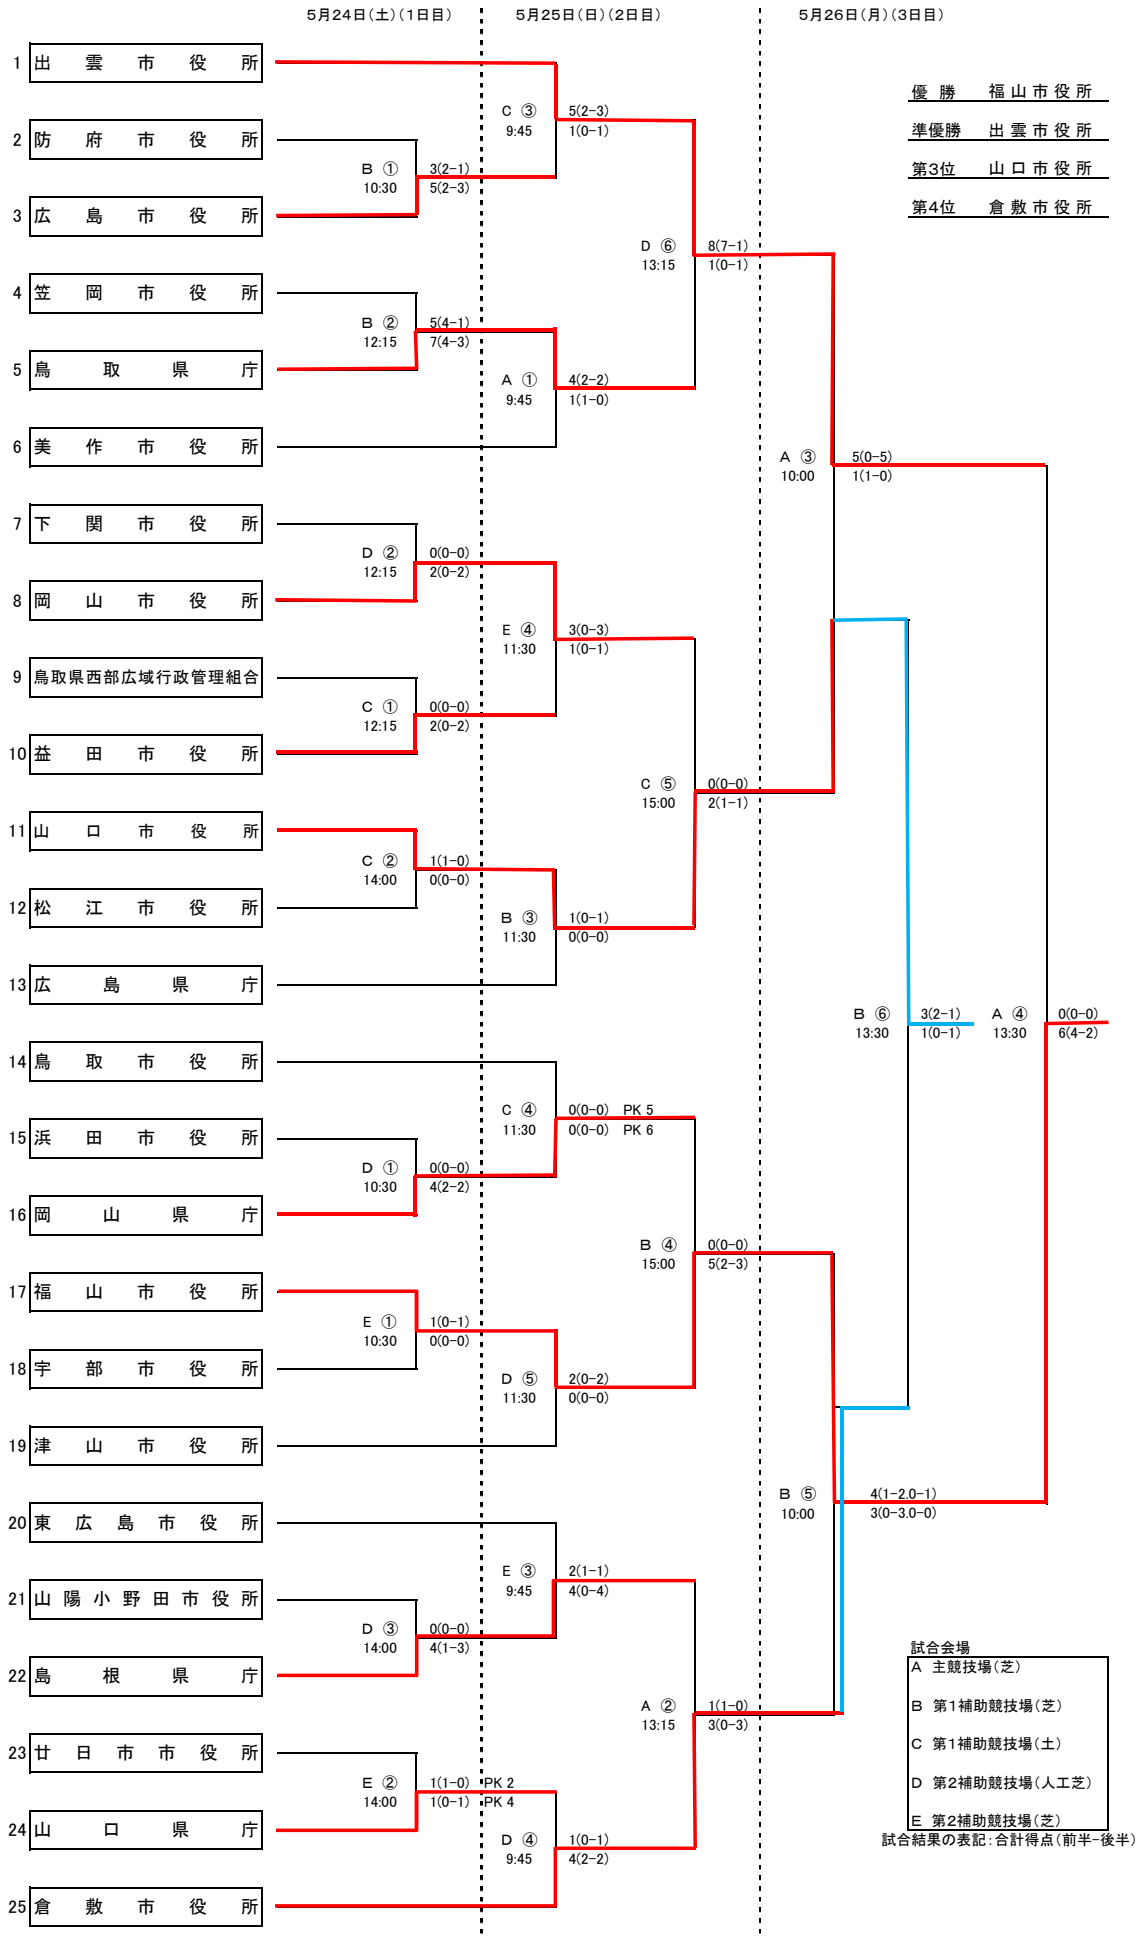 5月24日(土)(1日目)
5月25日(日)(2日目)
5月26日(月)(3日目)
優勝 福山市役所
準優勝 出雲市役所
第3位 山口市役所
第4位 倉敷市役所
1 出雲市役所
2 防府市役所
3 広島市役所
4 笠岡市役所
5 鳥取県庁
6 美作市役所
7 下関市役所
8 岡山市役所
9 鳥取県西部広域行政管理組合
10 益田市役所
11 山口市役所
12 松江市役所
13 広島県庁
14 鳥取市役所
15 浜田市役所
16 岡山県庁
17 福山市役所
18 宇部市役所
19 津山市役所
20 東広島市役所
21 山陽小野田市役所
22 島根県庁
23 廿日市市役所
24 山口県庁
25 倉敷市役所
B ① 3(2-1)
10:30 5(2-3)
B ② 5(4-1)
12:15 7(4-3)
D ② 0(0-0)
12:15 2(0-2)
C ① 0(0-0)
12:15 2(0-2)
C ② 1(1-0)
14:00 0(0-0)
D ① 0(0-0)
10:30 4(2-2)
E ① 1(0-1)
10:30 0(0-0)
D ③ 0(0-0)
14:00 4(1-3)
E ② 1(1-0) PK 2
14:00 1(0-1) PK 4
C ③ 5(2-3)
9:45 1(0-1)
A ① 4(2-2)
9:45 1(1-0)
E ④ 3(0-3)
11:30 1(0-1)
B ③ 1(0-1)
11:30 0(0-0)
C ④ 0(0-0) PK 5
11:30 0(0-0) PK 6
D ⑤ 2(0-2)
11:30 0(0-0)
E ③ 2(1-1)
9:45 4(0-4)
D ④ 1(0-1)
9:45 4(2-2)
D ⑥ 8(7-1)
13:15 1(0-1)
C ⑤ 0(0-0)
15:00 2(1-1)
B ④ 0(0-0)
15:00 5(2-3)
A ② 1(1-0)
13:15 3(0-3)
A ③ 5(0-5)
10:00 1(1-0)
B ⑤ 4(1-2.0-1)
10:00 3(0-3.0-0)
B ⑥ 3(2-1)
13:30 1(0-1)
A ④ 0(0-0)
13:30 6(4-2)
試合会場
A 主競技場(芝)
B 第1補助競技場(芝)
C 第1補助競技場(土)
D 第2補助競技場(人工芝)
E 第2補助競技場(芝)
試合結果の表記:合計得点(前半-後半)